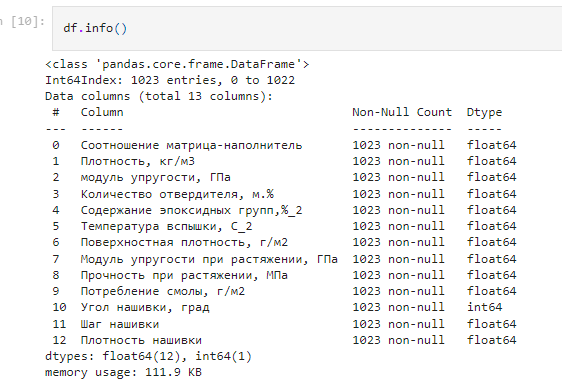 n [10]:
df.info()
<class 'pandas.core.frame.DataFrame'>
Int64Index: 1023 entries, 0 to 1022
Data columns (total 13 columns):
 #   Column                                Non-Null Count  Dtype
---  ------                                --------------  -----
 0   Соотношение матрица-наполнитель       1023 non-null   float64
 1   Плотность, кг/м3                      1023 non-null   float64
 2   модуль упругости, ГПа                 1023 non-null   float64
 3   Количество отвердителя, м.%           1023 non-null   float64
 4   Содержание эпоксидных групп,%_2       1023 non-null   float64
 5   Температура вспышки, С_2              1023 non-null   float64
 6   Поверхностная плотность, г/м2         1023 non-null   float64
 7   Модуль упругости при растяжении, ГПа  1023 non-null   float64
 8   Прочность при растяжении, МПа         1023 non-null   float64
 9   Потребление смолы, г/м2               1023 non-null   float64
 10  Угол нашивки, град                    1023 non-null   int64
 11  Шаг нашивки                           1023 non-null   float64
 12  Плотность нашивки                     1023 non-null   float64
dtypes: float64(12), int64(1)
memory usage: 111.9 KB